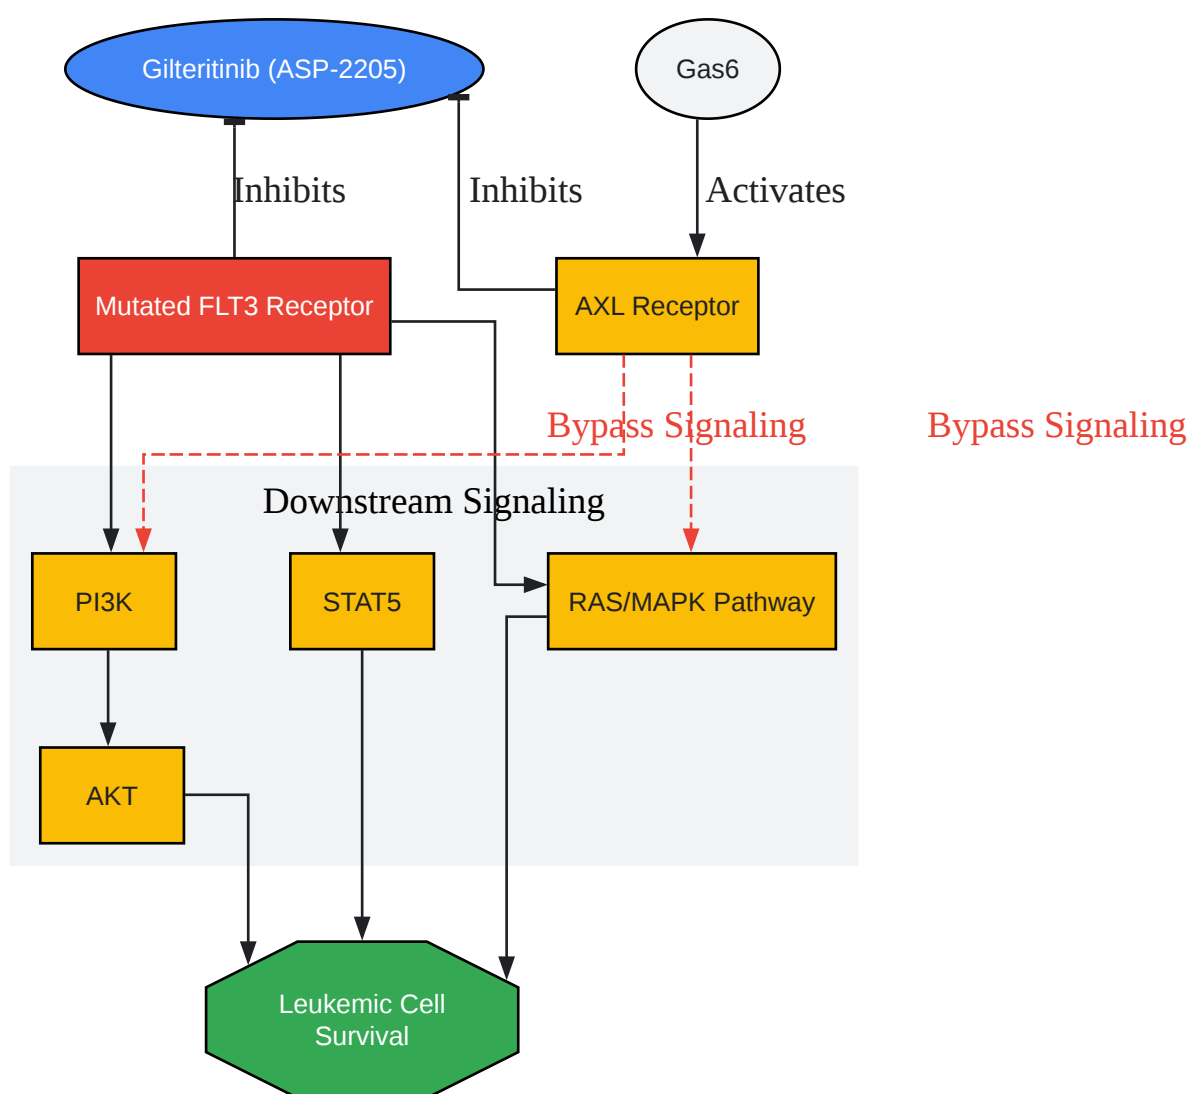 Gilteritinib (ASP-2205)
Gas6
Inhibits
Inhibits
Activates
Mutated FLT3 Receptor
AXL Receptor
Bypass Signaling
Bypass Signaling
Downstream Signaling
PI3K
STAT5
RAS/MAPK Pathway
AKT
Leukemic Cell
Survival